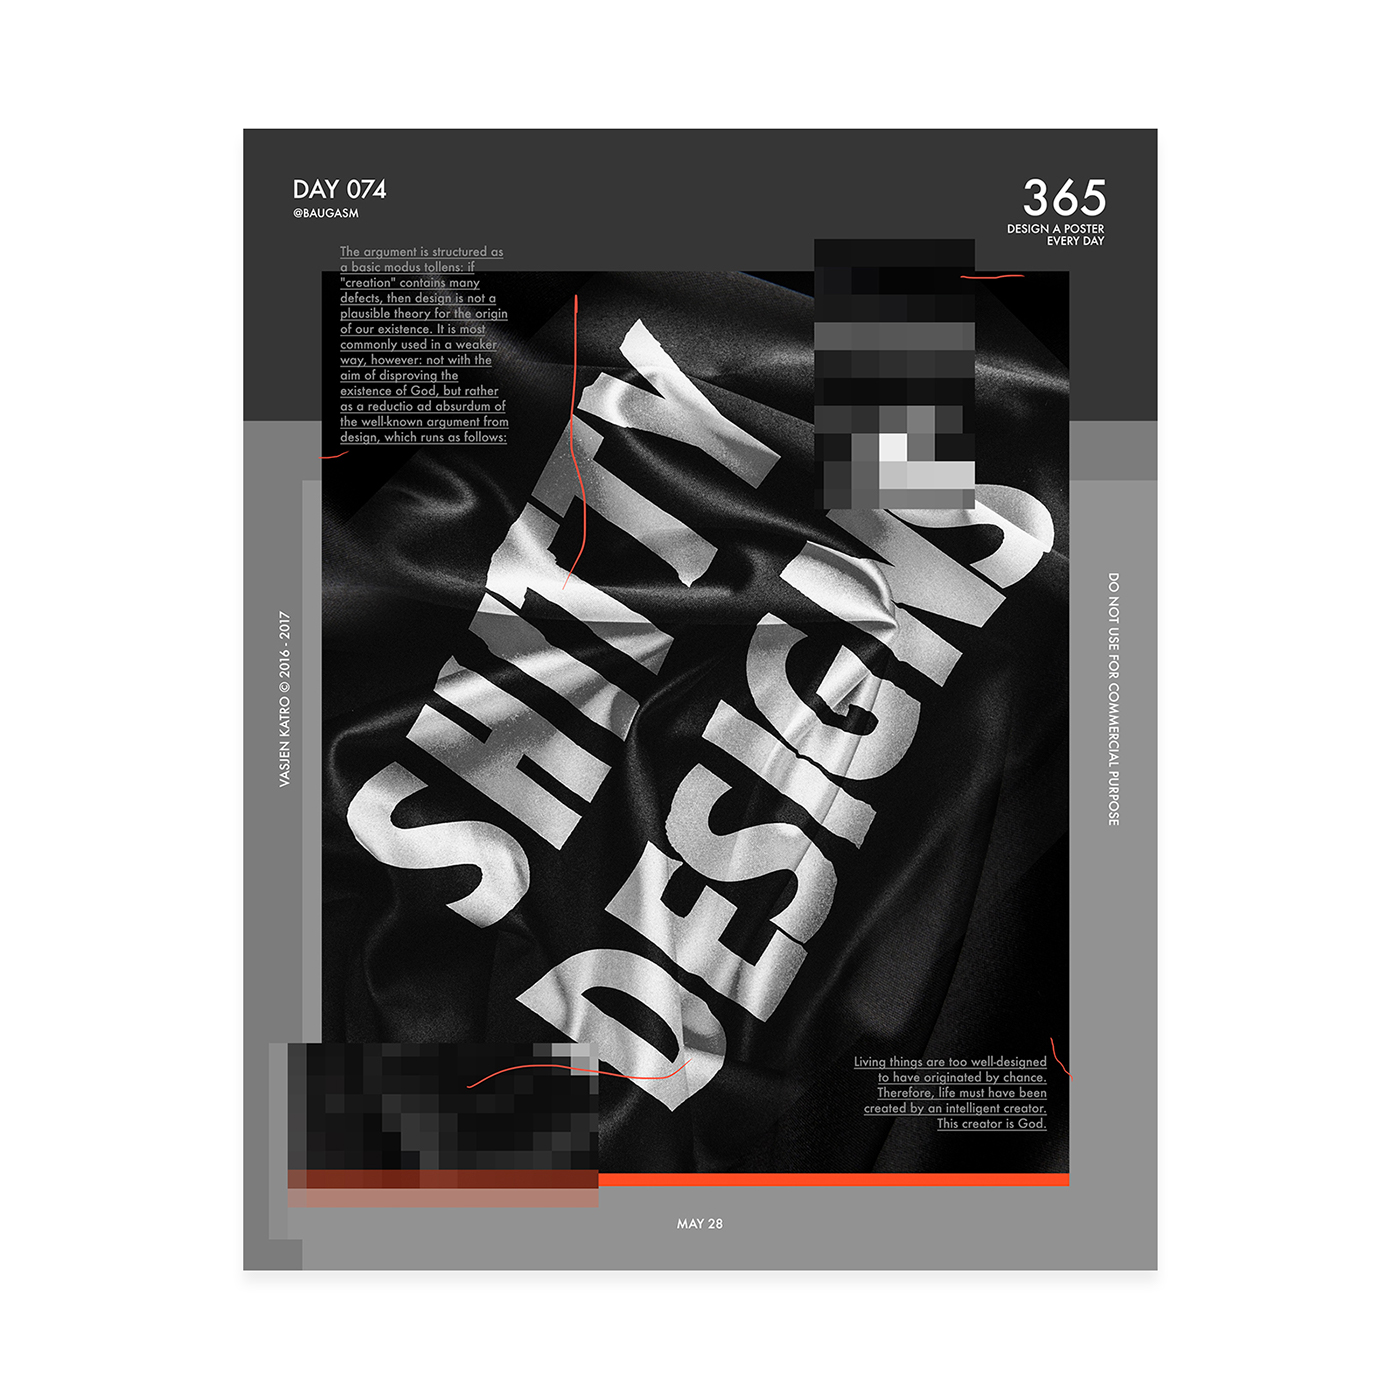 DAY 074
@BAUGASM
365
DESIGN A POSTER
EVERY DAY
The argument is structured as
a basic modus tollens: if
"creation" contains many
defects, then design is not a
plausible theory for the origin
of our existence. It is most
commonly used in a weaker
way, however: not with the
aim of disproving the
existence of God, but rather
as a reductio ad absurdum of
the well-known argument from
design, which runs as follows:
SHITTY
DESIGNS
VASJEN KATRO © 2016 - 2017
DO NOT USE FOR COMMERCIAL PURPOSE
Living things are too well-designed
to have originated by chance.
Therefore, life must have been
created by an intelligent creator.
This creator is God.
MAY 28